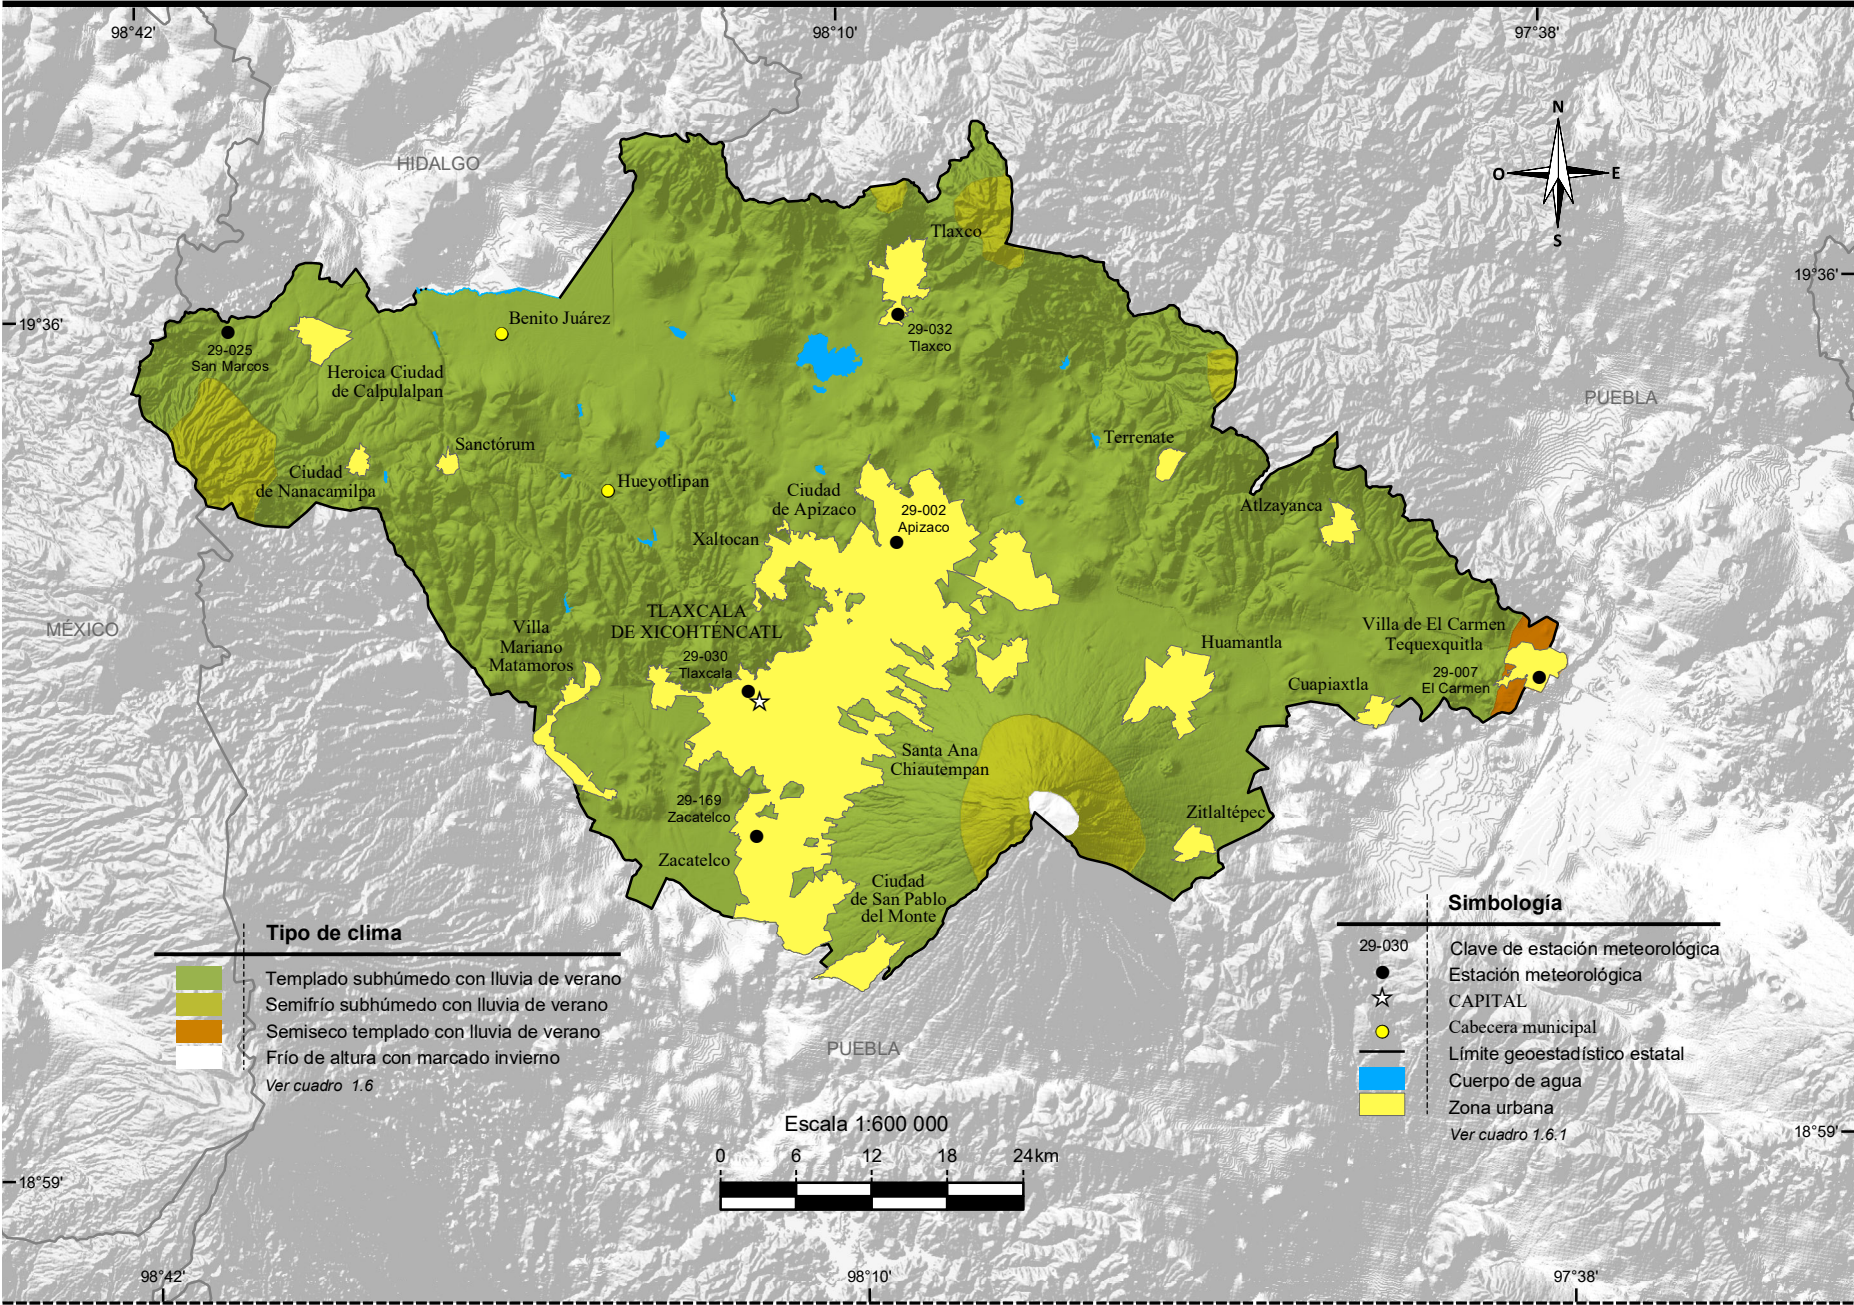 98°42'
98°10'
97°38'
N
O
E
S
HIDALGO
Tlaxco
19°36'
Benito Juárez
19°36'
29-032
Tlaxco
29-025
San Marcos
Heroica Ciudad
de Calpulalpan
PUEBLA
Sanctórum
Terrenate
Ciudad
de Nanacamilpa
Hueyotlipan
Ciudad
de Apizaco
29-002
Apizaco
Atlzayanca
Xaltocan
MÉXICO
TLAXCALA
DE XICOHTÉNCATL
29-030
Tlaxcala
Villa
Mariano
Matamoros
Huamantla
Villa de El Carmen
Tequexquitla
29-007
El Carmen
Cuapiaxtla
Santa Ana
Chiautempan
29-169
Zacatelco
Zitlaltépec
Zacatelco
Ciudad
de San Pablo
del Monte
Tipo de clima
Templado subhúmedo con lluvia de verano
Semifrío subhúmedo con lluvia de verano
Semiseco templado con lluvia de verano
Frío de altura con marcado invierno
Ver cuadro 1.6
Simbología
29-030 Clave de estación meteorológica
Estación meteorológica
CAPITAL
Cabecera municipal
Límite geoestadístico estatal
Cuerpo de agua
Zona urbana
Ver cuadro 1.6.1
PUEBLA
Escala 1:600 000
0 6 12 18 24 km
18°59'
18°59'
98°42'
98°10'
97°38'